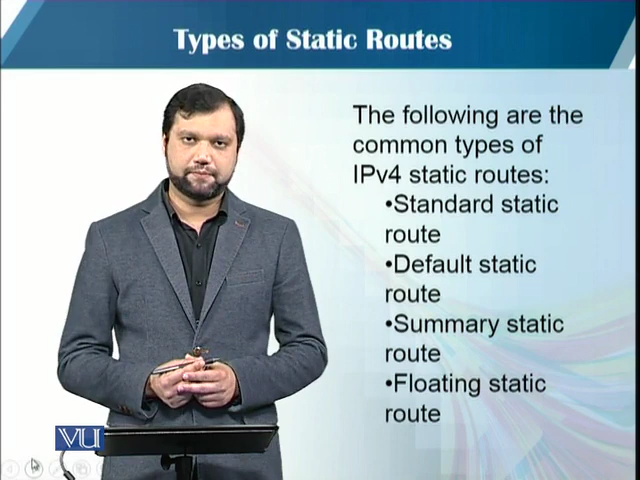 Types of Static Routes
The following are the
common types of
IPv4 static routes:
•Standard static
route
•Default static
route
•Summary static
route
•Floating static
route
VU